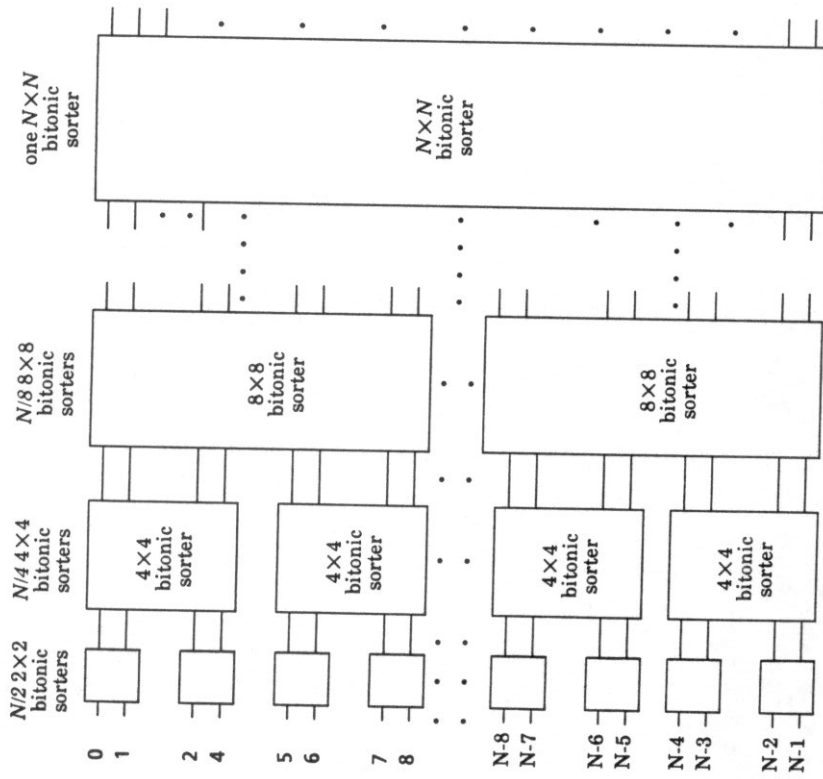 N/2 2×2
bitonic
sorters
N/4 4×4
bitonic
sorters
N/8 8×8
bitonic
sorters
one N×N
bitonic
sorter
0
1
2
4
5
6
7
8
N-8
N-7
N-6
N-5
N-4
N-3
N-2
N-1
4×4
bitonic
sorter
4×4
bitonic
sorter
4×4
bitonic
sorter
4×4
bitonic
sorter
8×8
bitonic
sorter
8×8
bitonic
sorter
N×N
bitonic
sorter